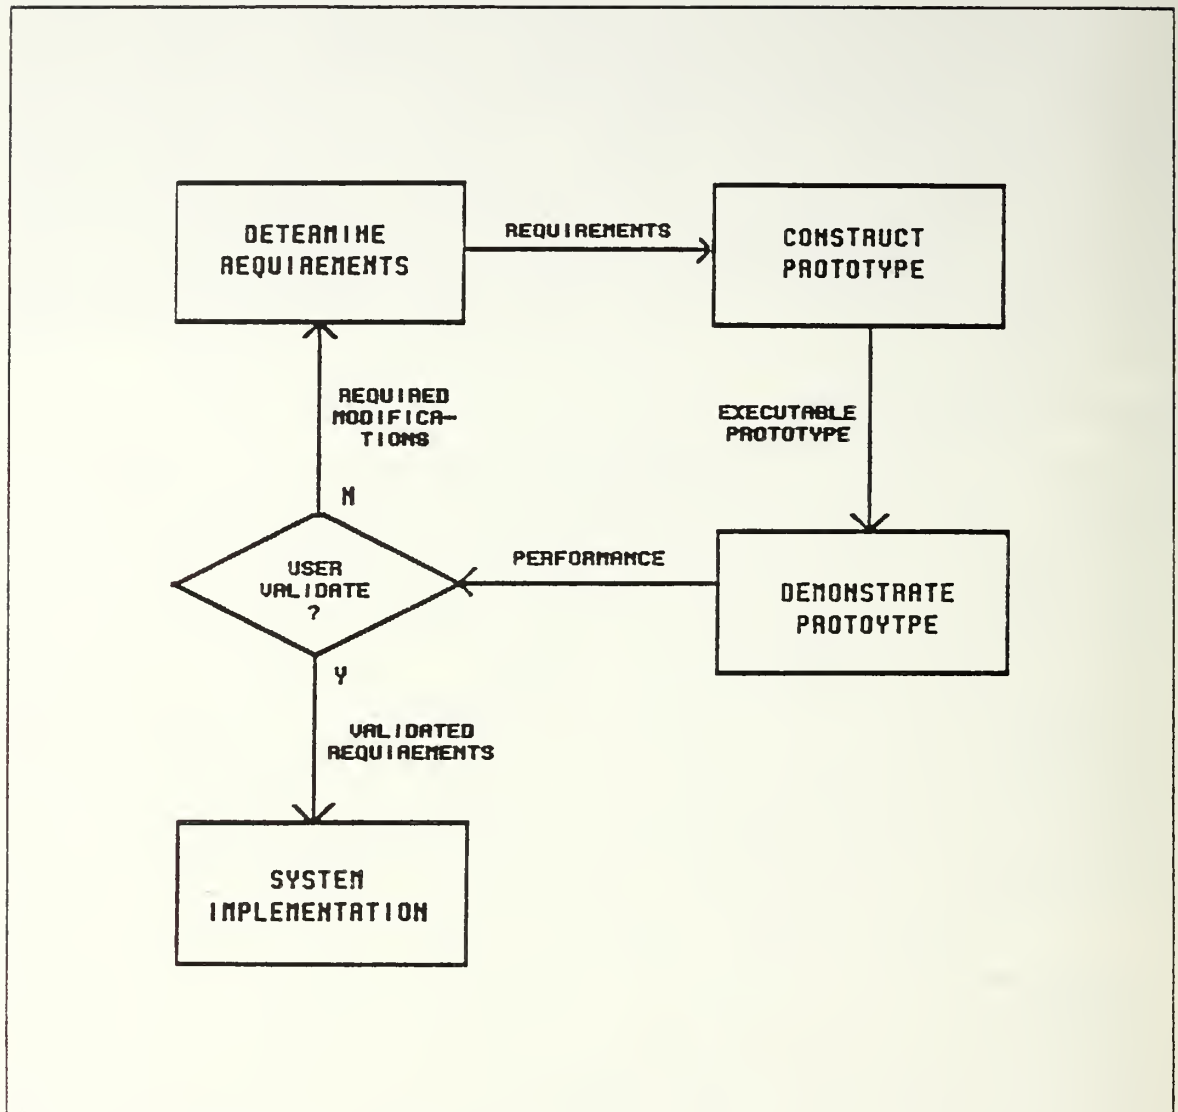 DETERMINE
REQUIREMENTS
REQUIREMENTS
CONSTRUCT
PROTOTYPE
REQUIRED
MODIFICA-
TIONS
EXECUTABLE
PROTOTYPE
N
USER
VALIDATE
?
PERFORMANCE
DEMONSTRATE
PROTOYTPE
Y
VALIDATED
REQUIREMENTS
SYSTEM
IMPLEMENTATION